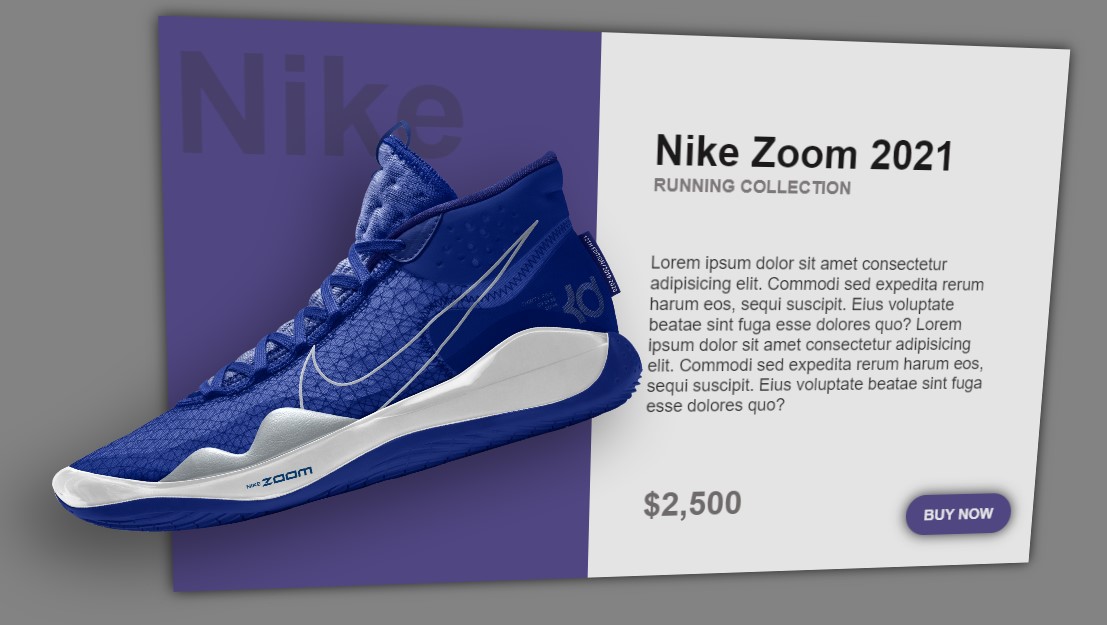 Nike
Nike Zoom 2021
RUNNING COLLECTION
Lorem ipsum dolor sit amet consectetur
adipisicing elit. Commodi sed expedita rerum
harum eos, sequi suscipit. Eius voluptate
beatae sint fuga esse dolores quo? Lorem
ipsum dolor sit amet consectetur adipisicing
elit. Commodi sed expedita rerum harum eos,
sequi suscipit. Eius voluptate beatae sint fuga
esse dolores quo?
$2,500
BUY NOW
NIKE ZOOM
KD